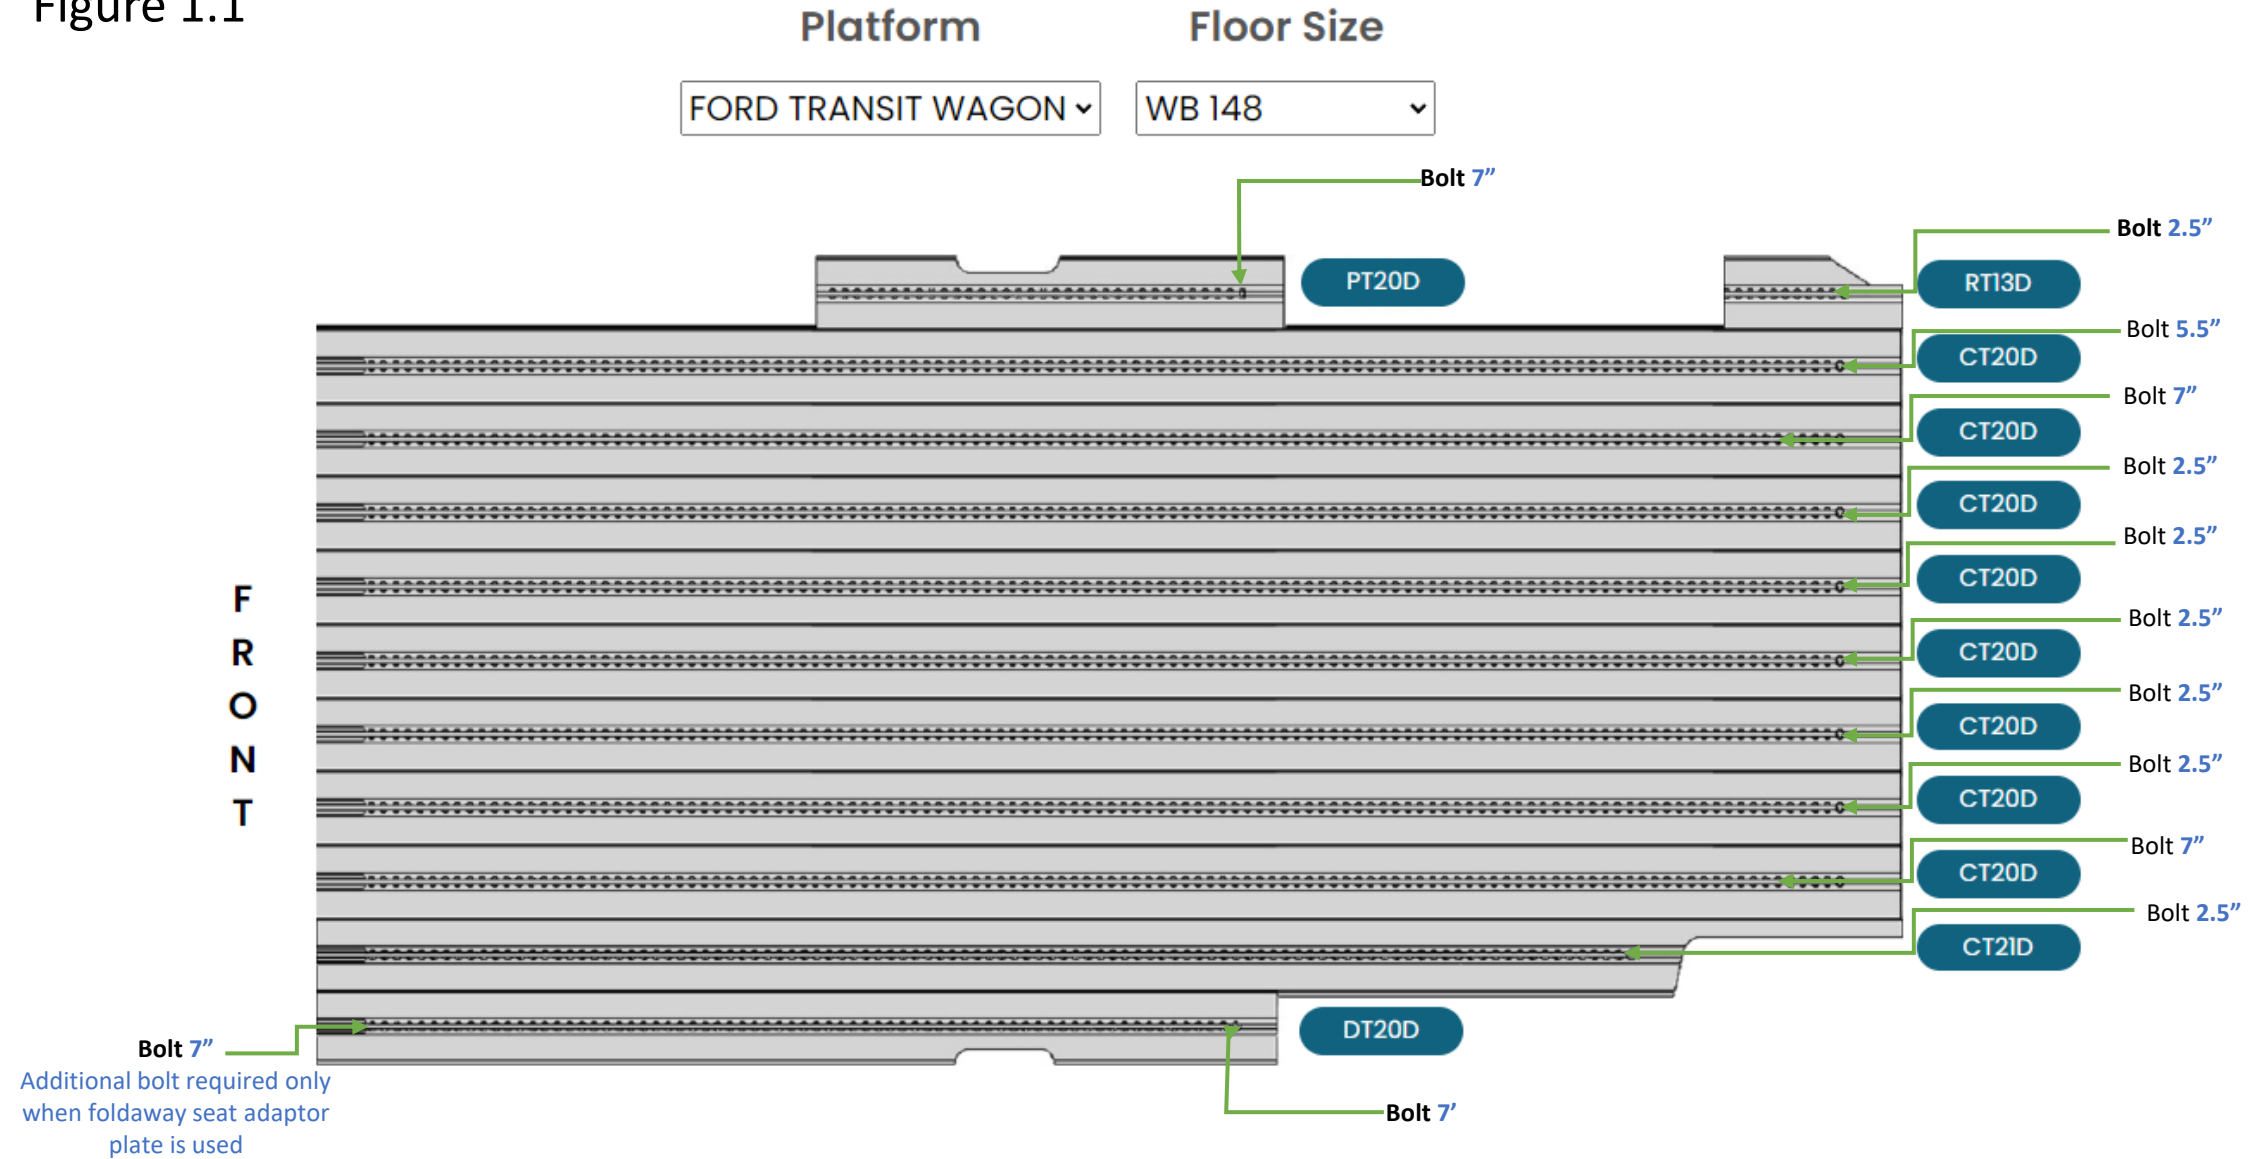 Figure 1.1
Platform
Floor Size
FORD TRANSIT WAGON
WB 148
Bolt 7”
Bolt 2.5”
PT20D
RT13D
Bolt 5.5”
CT20D
Bolt 7”
CT20D
Bolt 2.5”
CT20D
Bolt 2.5”
CT20D
Bolt 2.5”
CT20D
Bolt 2.5”
CT20D
Bolt 2.5”
CT20D
Bolt 7”
CT20D
Bolt 2.5”
CT21D
F
R
O
N
T
DT20D
Bolt 7”
Additional bolt required only
when foldaway seat adaptor
plate is used
Bolt 7’